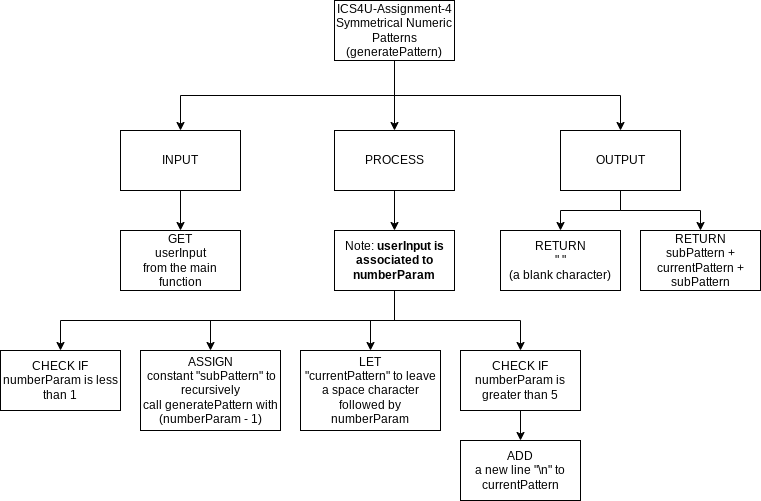 ICS4U-Assignment-4
Symmetrical Numeric
Patterns
(generatePattern)
INPUT
PROCESS
OUTPUT
GET
userInput
from the main
function
Note: userInput is
associated to
numberParam
RETURN
" "
(a blank character)
RETURN
subPattern +
currentPattern +
subPattern
CHECK IF
numberParam is less
than 1
ASSIGN
constant "subPattern" to
recursively
call generatePattern with
(numberParam - 1)
LET
"currentPattern" to leave
a space character
followed by
numberParam
CHECK IF
numberParam is
greater than 5
ADD
a new line "\n" to
currentPattern